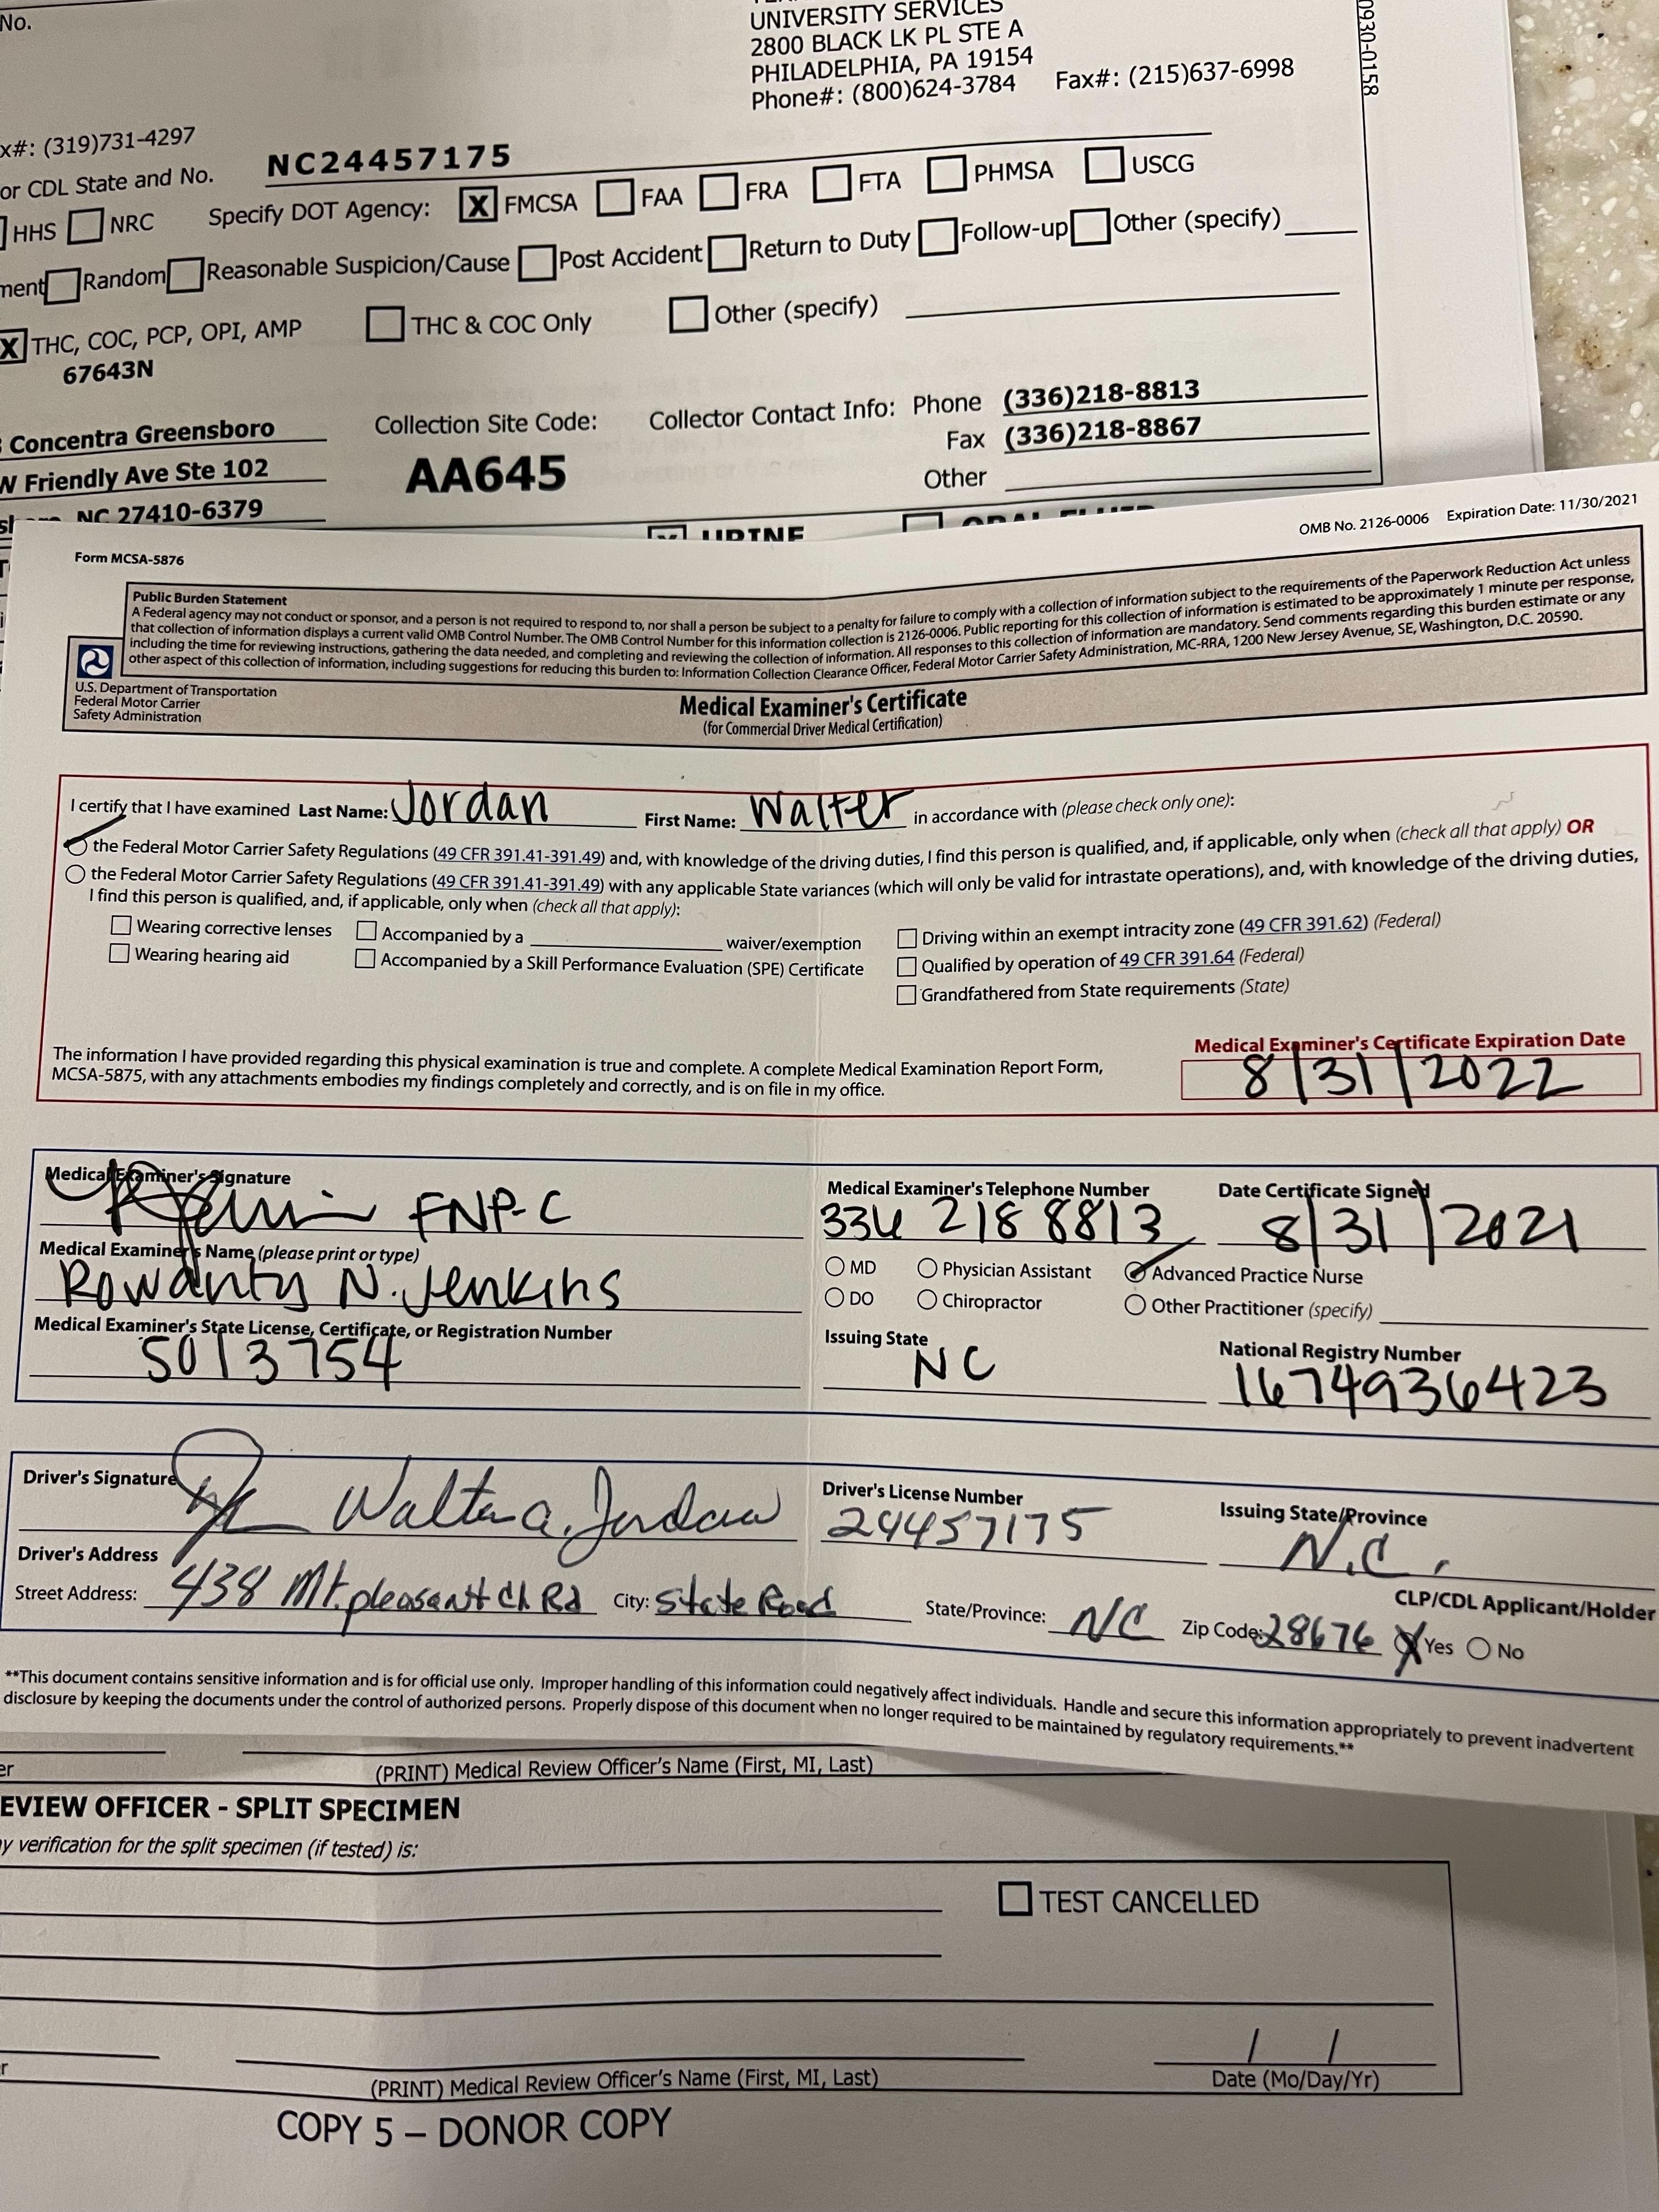 No.
UNIVERSITY SERVICES
2800 BLACK LK PL STE A
PHILADELPHIA, PA 19154
Phone#: (800)624-3784 Fax#: (215)637-6998
0930-0158
x#: (319)731-4297
or CDL State and No. NC24457175
HHS NRC Specify DOT Agency: X FMCSA FAA FRA FTA PHMSA USCG
ment Random Reasonable Suspicion/Cause Post Accident Return to Duty Follow-up Other (specify)
X THC, COC, PCP, OPI, AMP THC & COC Only Other (specify)
67643N
Concentra Greensboro Collection Site Code: Collector Contact Info: Phone (336)218-8813
W Friendly Ave Ste 102 AA645 Fax (336)218-8867
NC 27410-6379 Other
URINE ORAL FLUID
Form MCSA-5876 OMB No. 2126-0006 Expiration Date: 11/30/2021
Public Burden Statement
A Federal agency may not conduct or sponsor, and a person is not required to respond to, nor shall a person be subject to a penalty for failure to comply with a collection of information subject to the requirements of the Paperwork Reduction Act unless
that collection of information displays a current valid OMB Control Number. The OMB Control Number for this information collection is 2126-0006. Public reporting for this collection of information is estimated to be approximately 1 minute per response,
including the time for reviewing instructions, gathering the data needed, and completing and reviewing the collection of information. All responses to this collection of information are mandatory. Send comments regarding this burden estimate or any
other aspect of this collection of information, including suggestions for reducing this burden to: Information Collection Clearance Officer, Federal Motor Carrier Safety Administration, MC-RRA, 1200 New Jersey Avenue, SE, Washington, D.C. 20590.
U.S. Department of Transportation
Federal Motor Carrier
Safety Administration
Medical Examiner's Certificate
(for Commercial Driver Medical Certification)
I certify that I have examined Last Name: Jordan First Name: Walter in accordance with (please check only one):
the Federal Motor Carrier Safety Regulations (49 CFR 391.41-391.49) and, with knowledge of the driving duties, I find this person is qualified, and, if applicable, only when (check all that apply) OR
the Federal Motor Carrier Safety Regulations (49 CFR 391.41-391.49) with any applicable State variances (which will only be valid for intrastate operations), and, with knowledge of the driving duties,
I find this person is qualified, and, if applicable, only when (check all that apply):
Wearing corrective lenses Accompanied by a waiver/exemption Driving within an exempt intracity zone (49 CFR 391.62) (Federal)
Wearing hearing aid Accompanied by a Skill Performance Evaluation (SPE) Certificate Qualified by operation of 49 CFR 391.64 (Federal)
Grandfathered from State requirements (State)
The information I have provided regarding this physical examination is true and complete. A complete Medical Examination Report Form,
MCSA-5875, with any attachments embodies my findings completely and correctly, and is on file in my office.
Medical Examiner's Certificate Expiration Date
8/31/2022
Medical Examiner's Signature Medical Examiner's Telephone Number Date Certificate Signed
FNP-C 336 218 8813 8/31/2021
Medical Examiner's Name (please print or type) MD Physician Assistant Advanced Practice Nurse
Rowanty N. Jenkins DO Chiropractor Other Practitioner (specify)
Medical Examiner's State License, Certificate, or Registration Number Issuing State National Registry Number
5013754 NC 1674936423
Driver's Signature Driver's License Number Issuing State/Province
Walter a. Jordan 24457175 N.C.
Driver's Address CLP/CDL Applicant/Holder
Street Address: 438 Mt. pleasant Ch Rd City: State Road State/Province: NC Zip Code: 28676 X Yes No
**This document contains sensitive information and is for official use only. Improper handling of this information could negatively affect individuals. Handle and secure this information appropriately to prevent inadvertent
disclosure by keeping the documents under the control of authorized persons. Properly dispose of this document when no longer required to be maintained by regulatory requirements.**
er (PRINT) Medical Review Officer's Name (First, MI, Last)
EVIEW OFFICER - SPLIT SPECIMEN
y verification for the split specimen (if tested) is:
TEST CANCELLED
/ /
r (PRINT) Medical Review Officer's Name (First, MI, Last) Date (Mo/Day/Yr)
COPY 5 – DONOR COPY